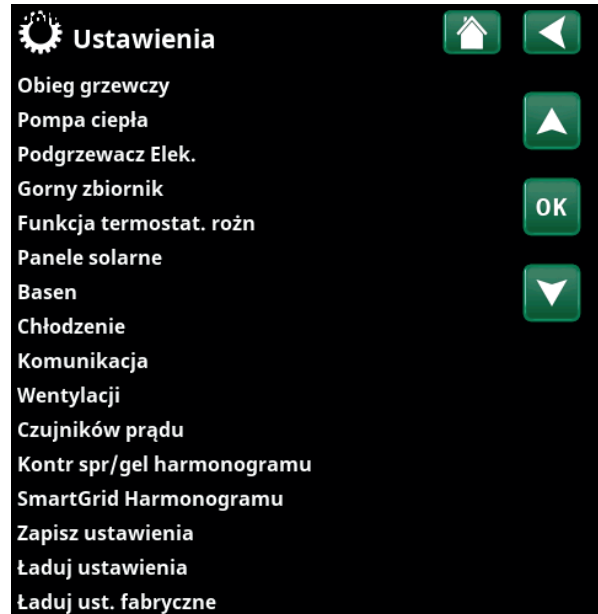 Ustawienia
Obieg grzewczy
Pompa ciepła
Podgrzewacz Elek.
Gorny zbiornik
Funkcja termostat. rożn
Panele solarne
Basen
Chłodzenie
Komunikacja
Wentylacji
Czujników prądu
Kontr spr/gel harmonogramu
SmartGrid Harmonogramu
Zapisz ustawienia
Ładuj ustawienia
Ładuj ust. fabryczne
OK